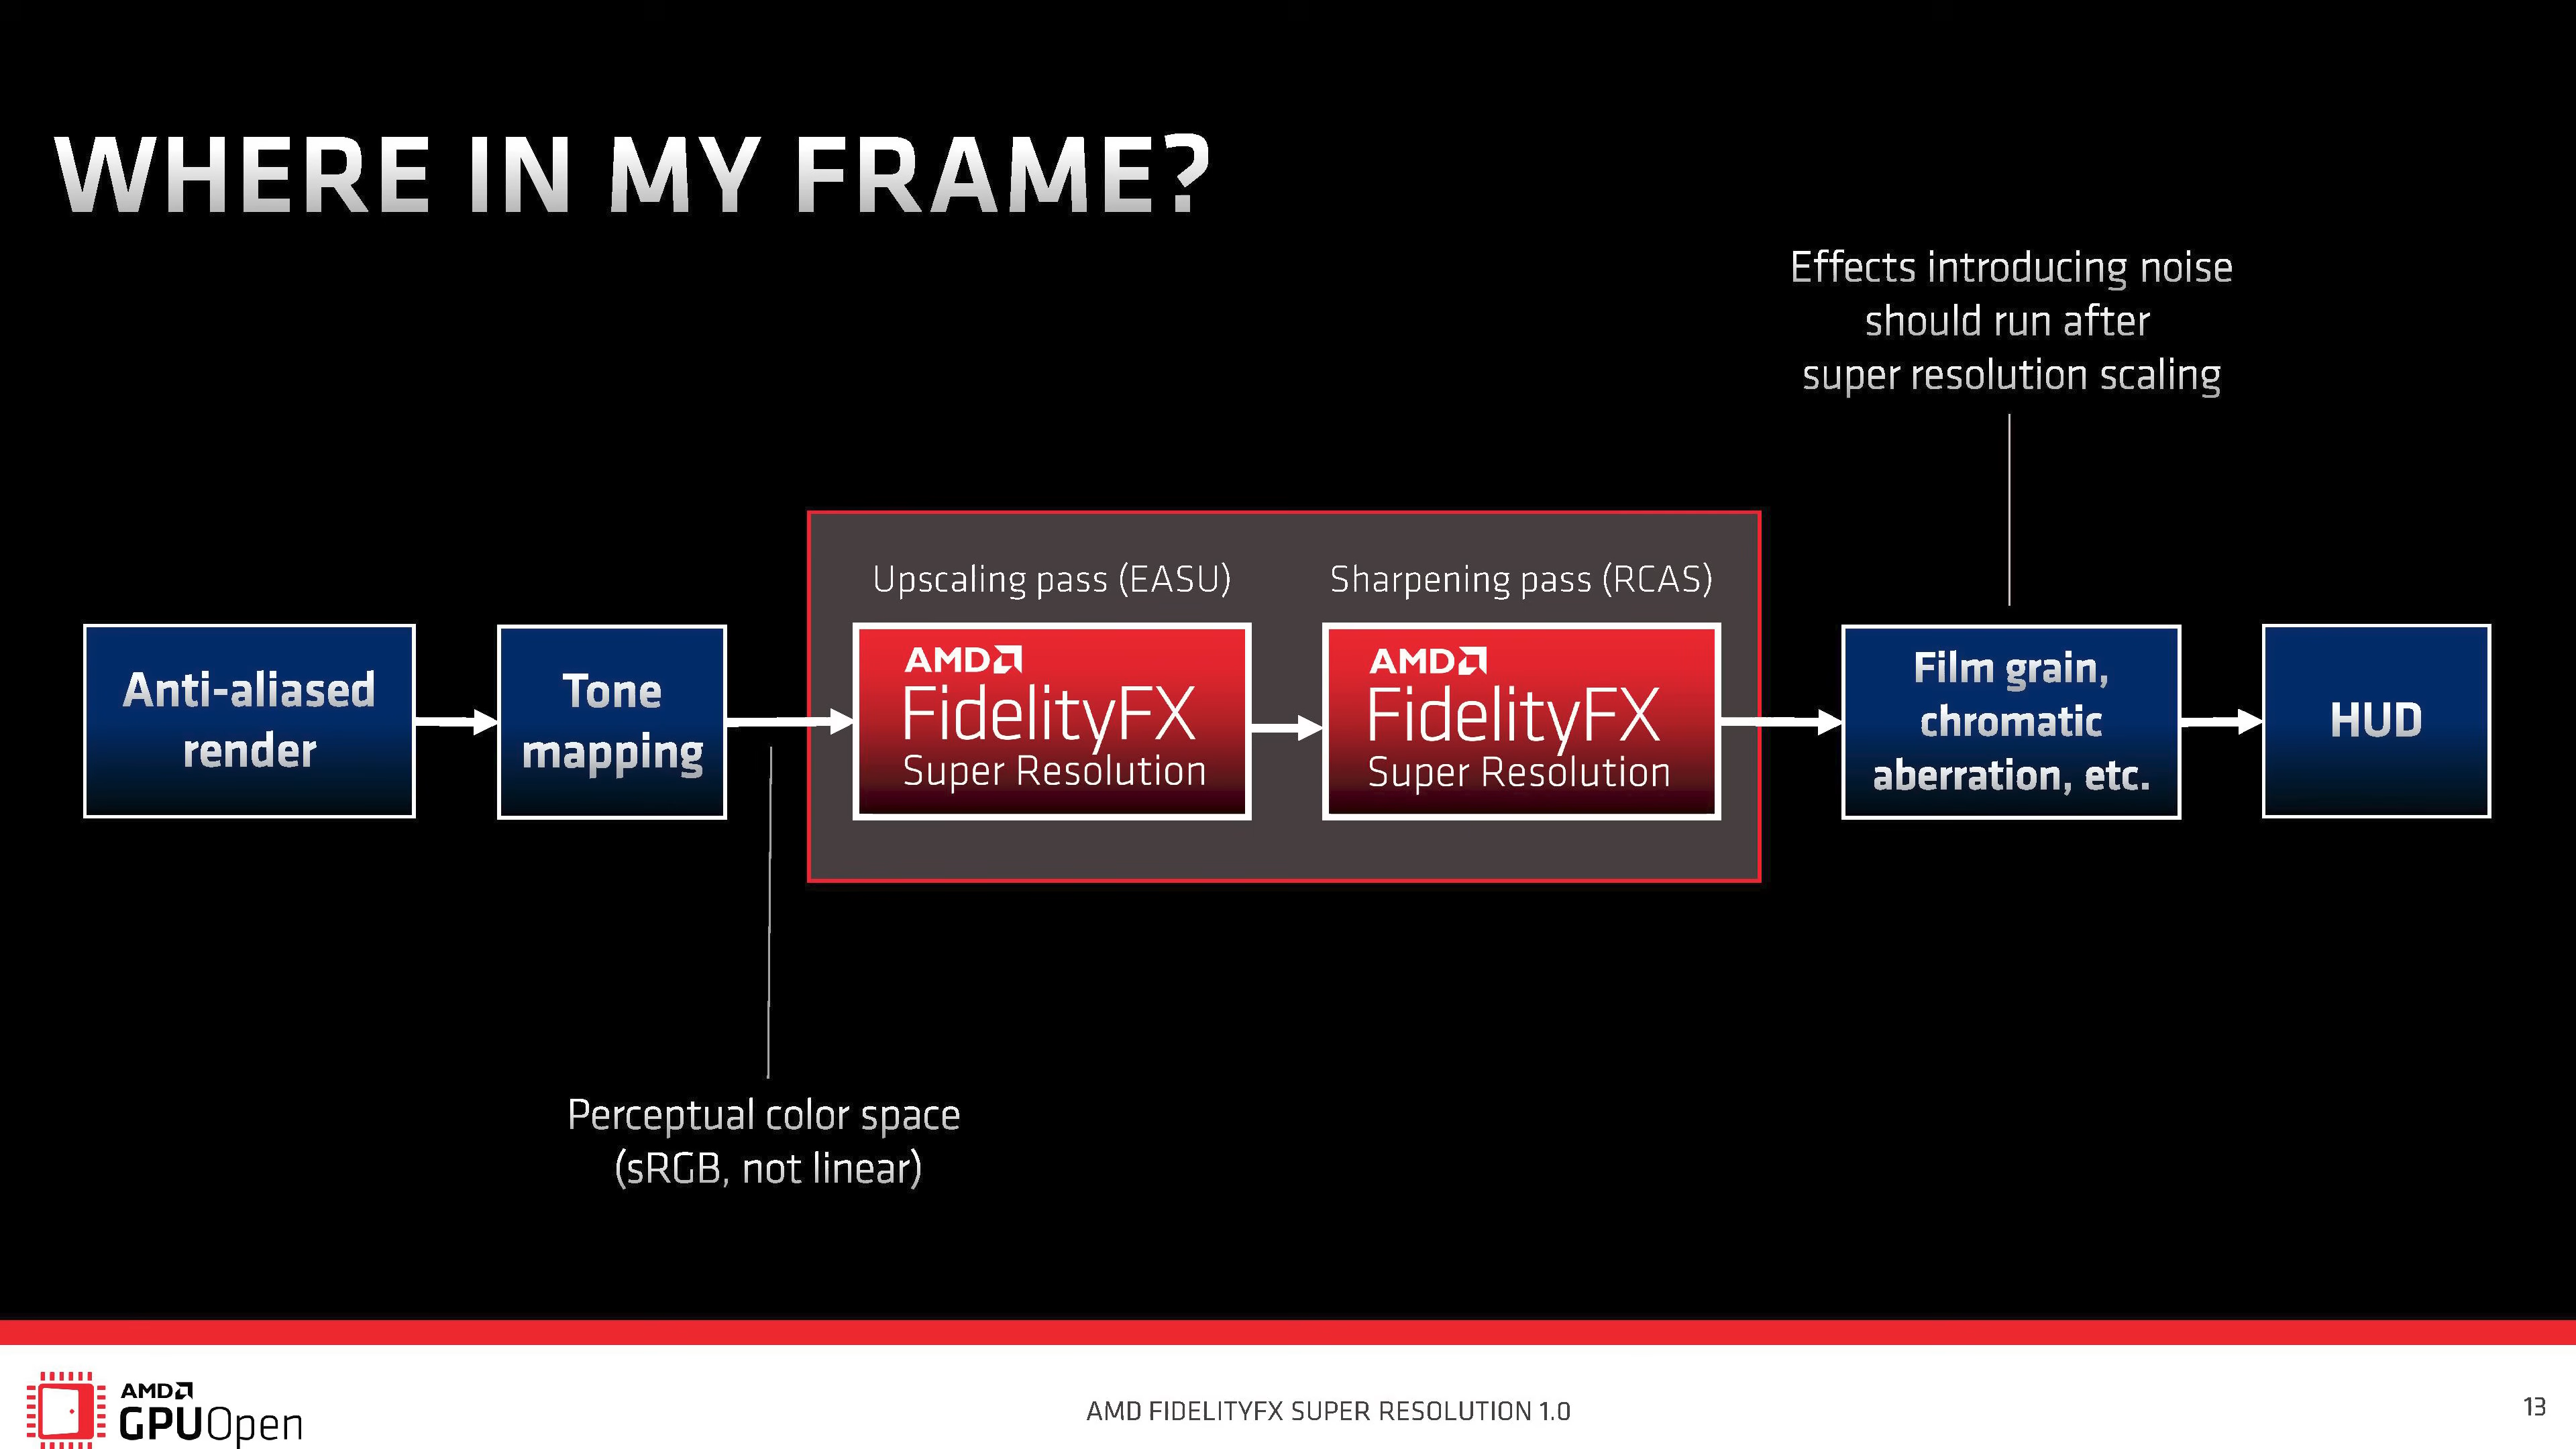 WHERE IN MY FRAME?
Effects introducing noise
should run after
super resolution scaling
Upscaling pass (EASU)
Sharpening pass (RCAS)
Anti-aliased
render
Tone
mapping
AMD
FidelityFX
Super Resolution
AMD
FidelityFX
Super Resolution
Film grain,
chromatic
aberration, etc.
HUD
Perceptual color space
(sRGB, not linear)
AMD
GPUOpen
AMD FIDELITYFX SUPER RESOLUTION 1.0
13